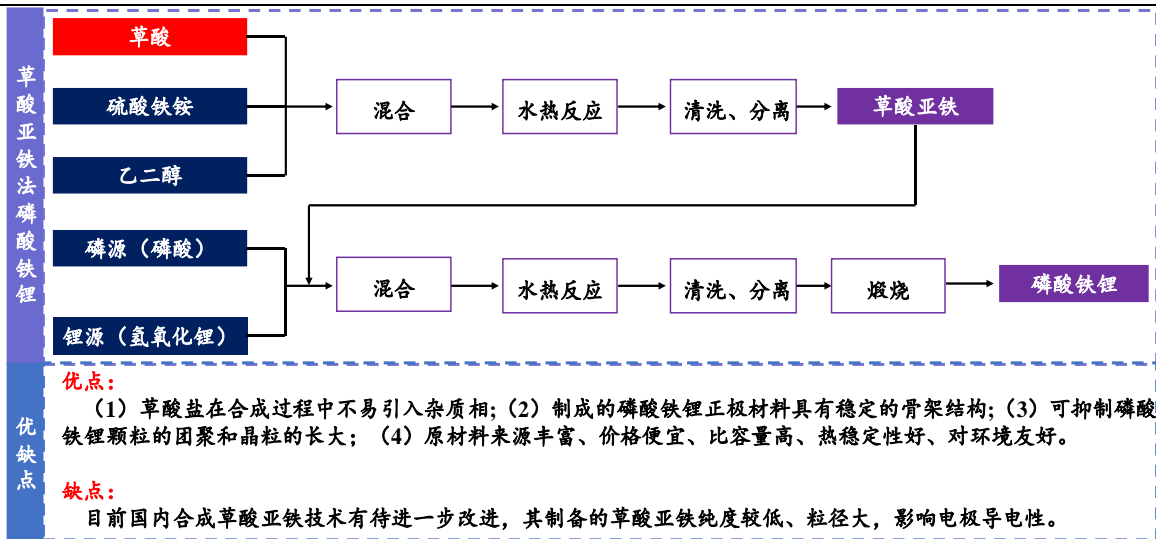 草酸亚铁法磷酸铁锂
草酸
硫酸铁铵
乙二醇
混合
水热反应
清洗、分离
草酸亚铁
磷源（磷酸）
锂源（氢氧化锂）
混合
水热反应
清洗、分离
煅烧
磷酸铁锂
优缺点
优点：
（1）草酸盐在合成过程中不易引入杂质相；（2）制成的磷酸铁锂正极材料具有稳定的骨架结构；（3）可抑制磷酸
铁锂颗粒的团聚和晶粒的长大；（4）原材料来源丰富、价格便宜、比容量高、热稳定性好、对环境友好。
缺点：
目前国内合成草酸亚铁技术有待进一步改进，其制备的草酸亚铁纯度较低、粒径大，影响电极导电性。